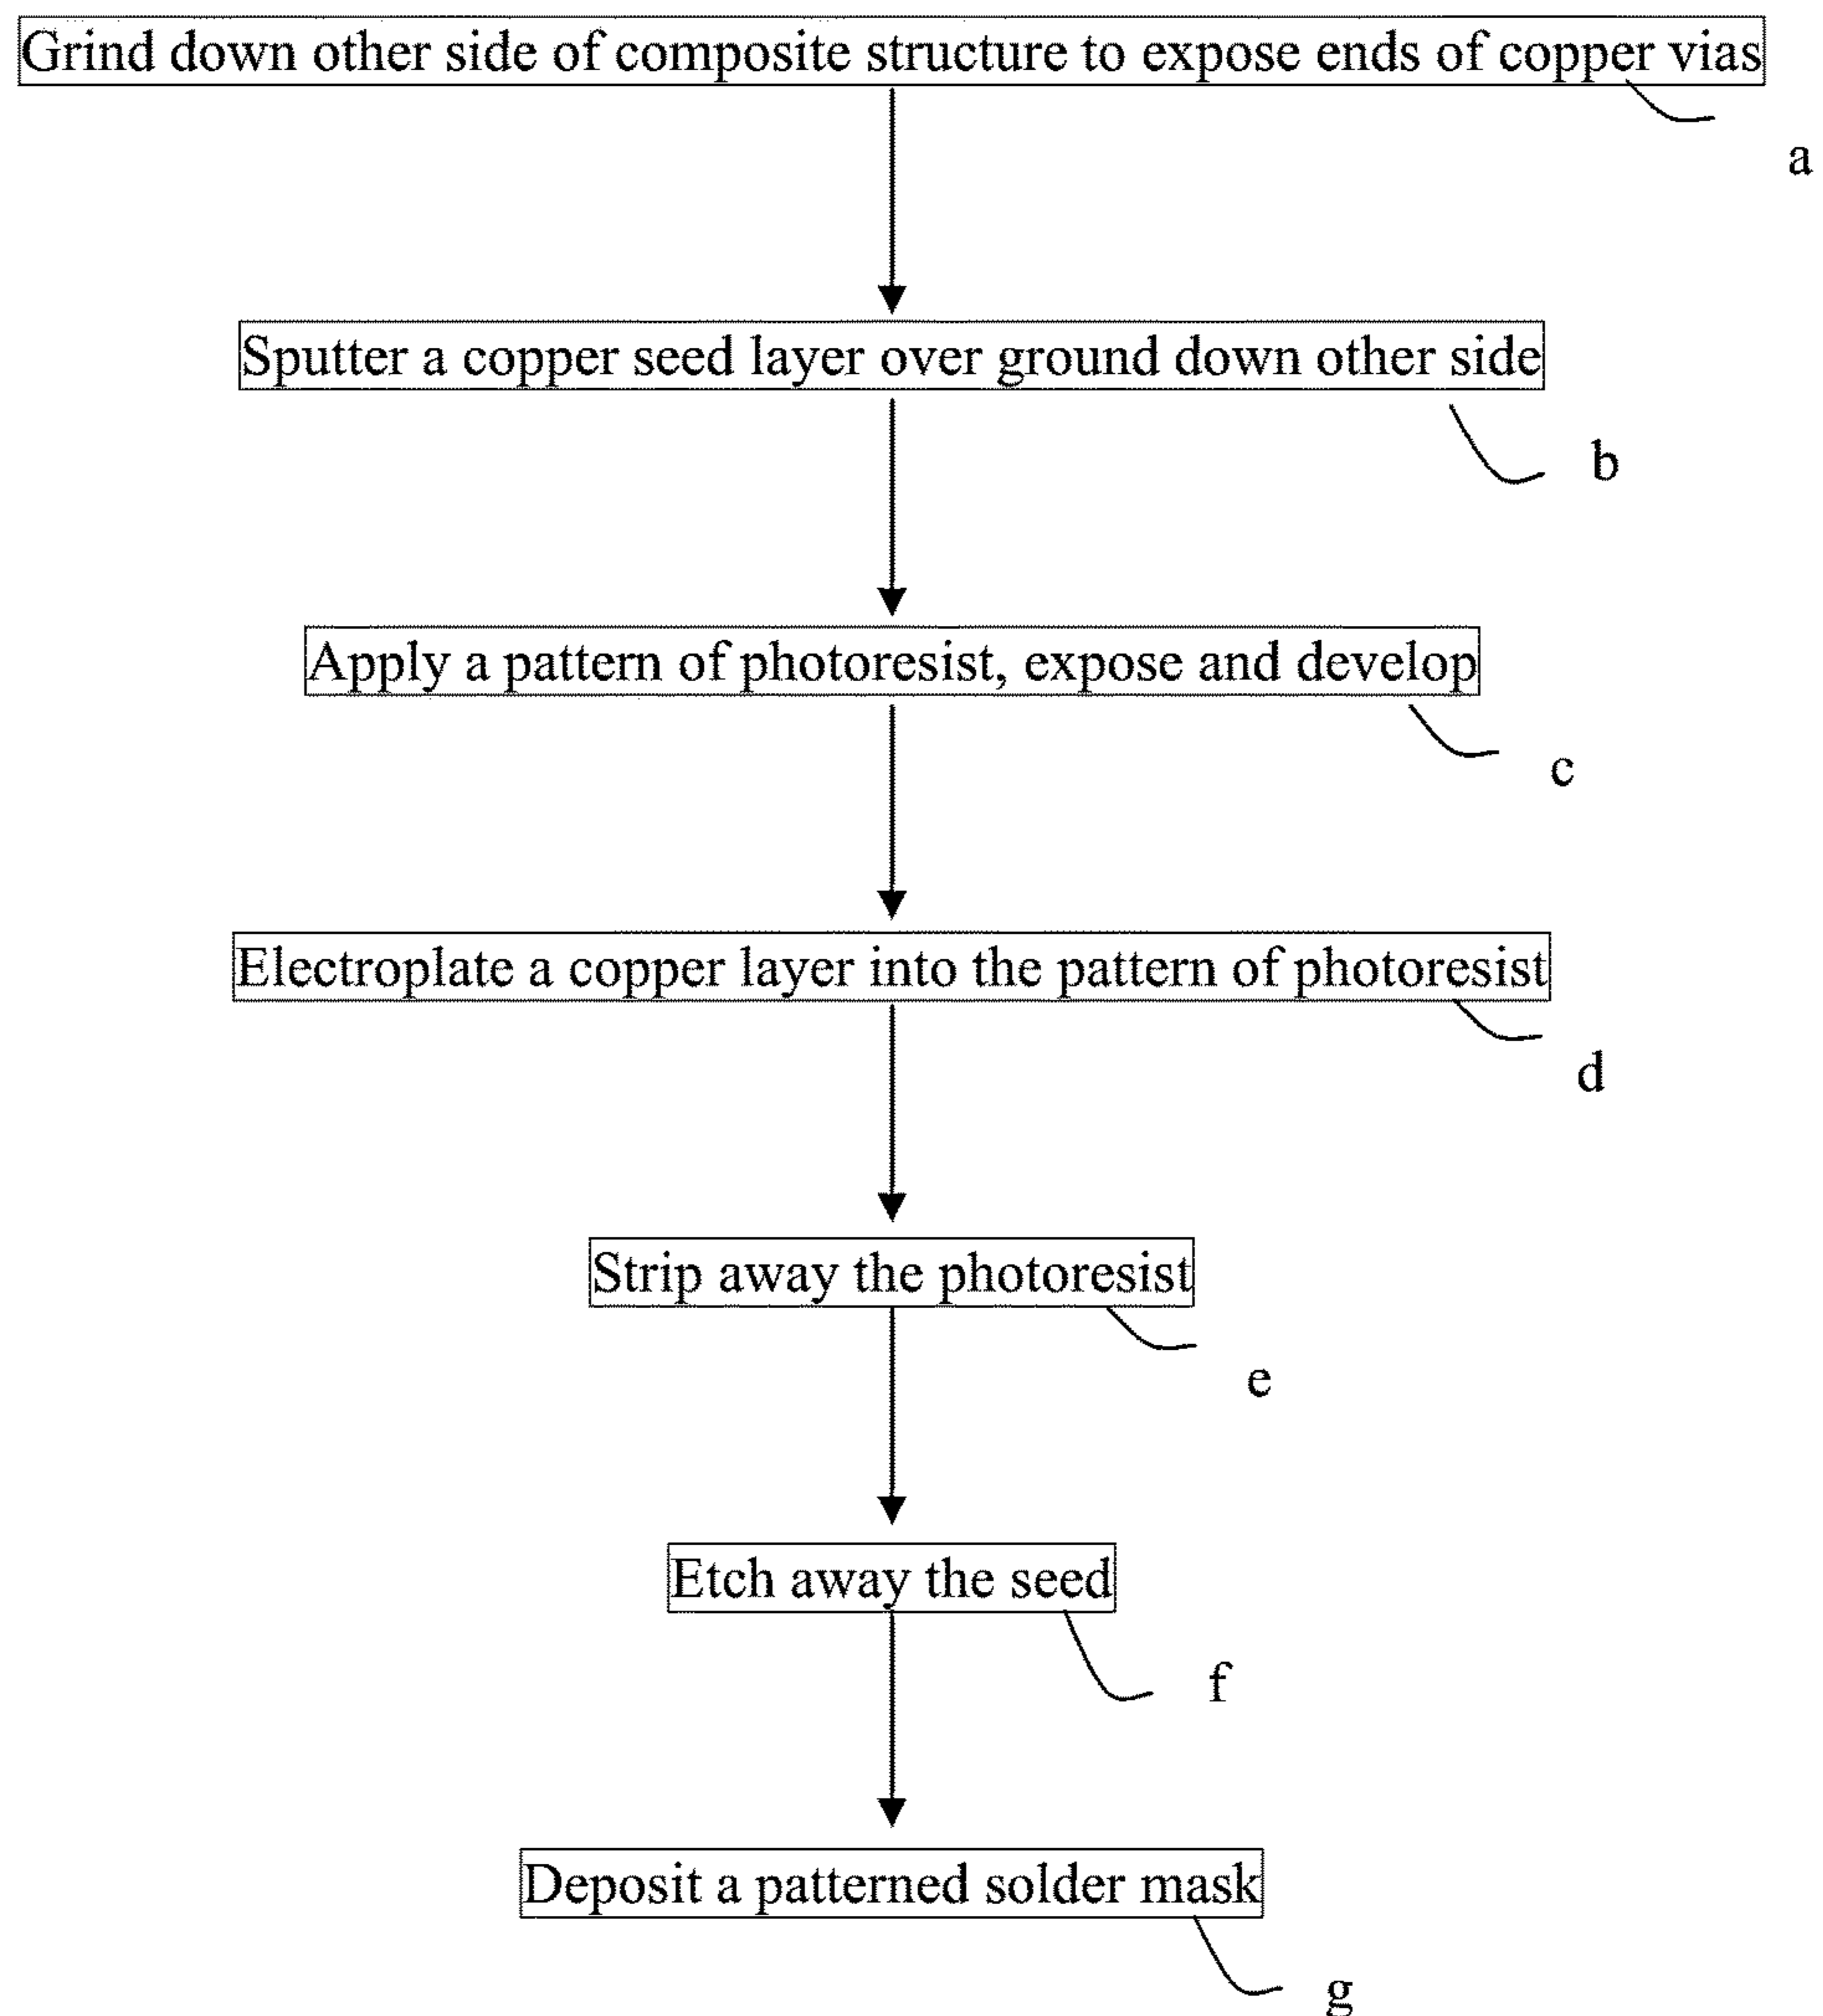 Grind down other side of composite structure to expose ends of copper vias
a
Sputter a copper seed layer over ground down other side
b
Apply a pattern of photoresist, expose and develop
c
Electroplate a copper layer into the pattern of photoresist
d
Strip away the photoresist
e
Etch away the seed
f
Deposit a patterned solder mask
g